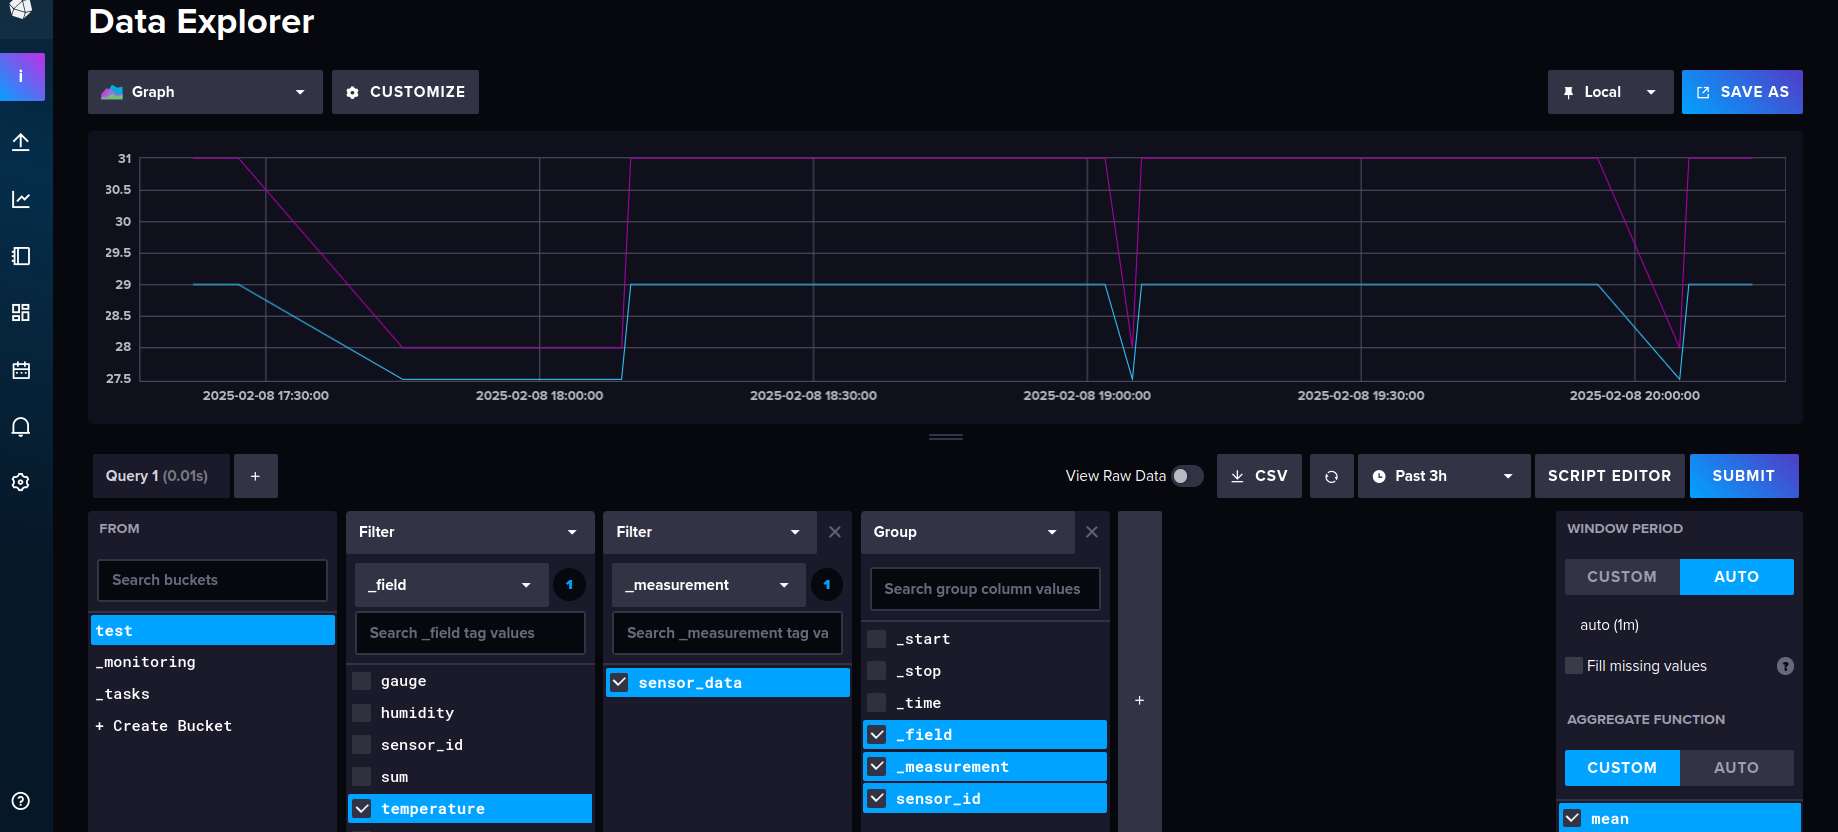 Data Explorer
i
Graph
CUSTOMIZE
Local
SAVE AS
31
30.5
30
29.5
29
28.5
28
27.5
2025-02-08 17:30:00
2025-02-08 18:00:00
2025-02-08 18:30:00
2025-02-08 19:00:00
2025-02-08 19:30:00
2025-02-08 20:00:00
Query 1 (0.01s)
+
View Raw Data
CSV
Past 3h
SCRIPT EDITOR
SUBMIT
FROM
Search buckets
test
_monitoring
_tasks
+ Create Bucket
Filter
_field
1
Search _field tag values
gauge
humidity
sensor_id
sum
temperature
Filter
_measurement
1
Search _measurement tag va
sensor_data
Group
Search group column values
_start
_stop
_time
_field
_measurement
sensor_id
+
WINDOW PERIOD
CUSTOM
AUTO
auto (1m)
Fill missing values
?
AGGREGATE FUNCTION
CUSTOM
AUTO
mean
?